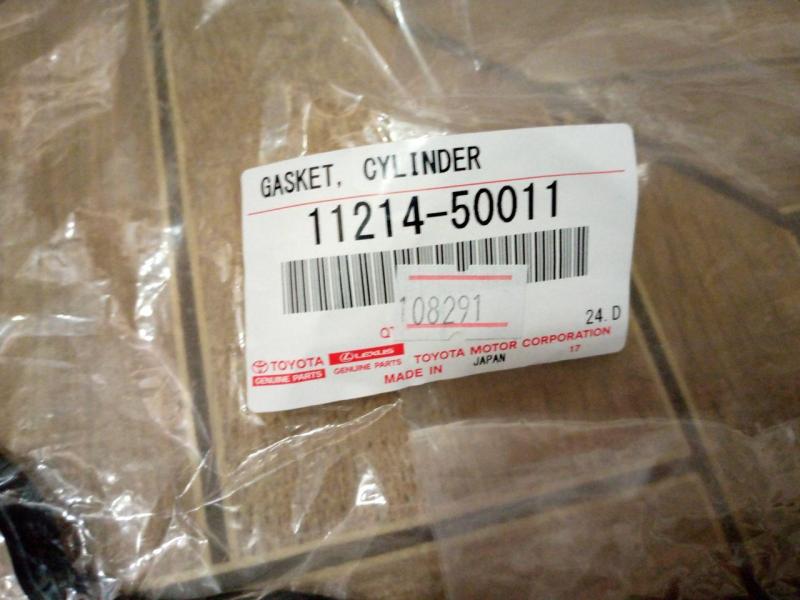 GASKET, CYLINDER
11214-50011
108291
24.D
TOYOTA
GENUINE PARTS
LEXUS
GENUINE PARTS
TOYOTA MOTOR CORPORATION
MADE IN JAPAN 17